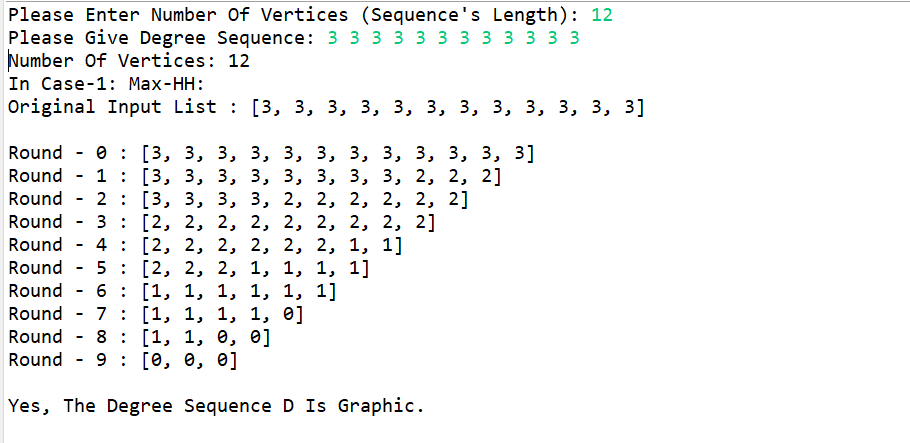 Please Enter Number Of Vertices (Sequence's Length): 12
Please Give Degree Sequence: 3 3 3 3 3 3 3 3 3 3 3 3
Number Of Vertices: 12
In Case-1: Max-HH:
Original Input List : [3, 3, 3, 3, 3, 3, 3, 3, 3, 3, 3, 3]
Round - 0 : [3, 3, 3, 3, 3, 3, 3, 3, 3, 3, 3, 3]
Round - 1 : [3, 3, 3, 3, 3, 3, 3, 3, 2, 2, 2]
Round - 2 : [3, 3, 3, 3, 2, 2, 2, 2, 2, 2]
Round - 3 : [2, 2, 2, 2, 2, 2, 2, 2, 2]
Round - 4 : [2, 2, 2, 2, 2, 2, 1, 1]
Round - 5 : [2, 2, 2, 1, 1, 1, 1]
Round - 6 : [1, 1, 1, 1, 1, 1]
Round - 7 : [1, 1, 1, 1, 0]
Round - 8 : [1, 1, 0, 0]
Round - 9 : [0, 0, 0]
Yes, The Degree Sequence D Is Graphic.